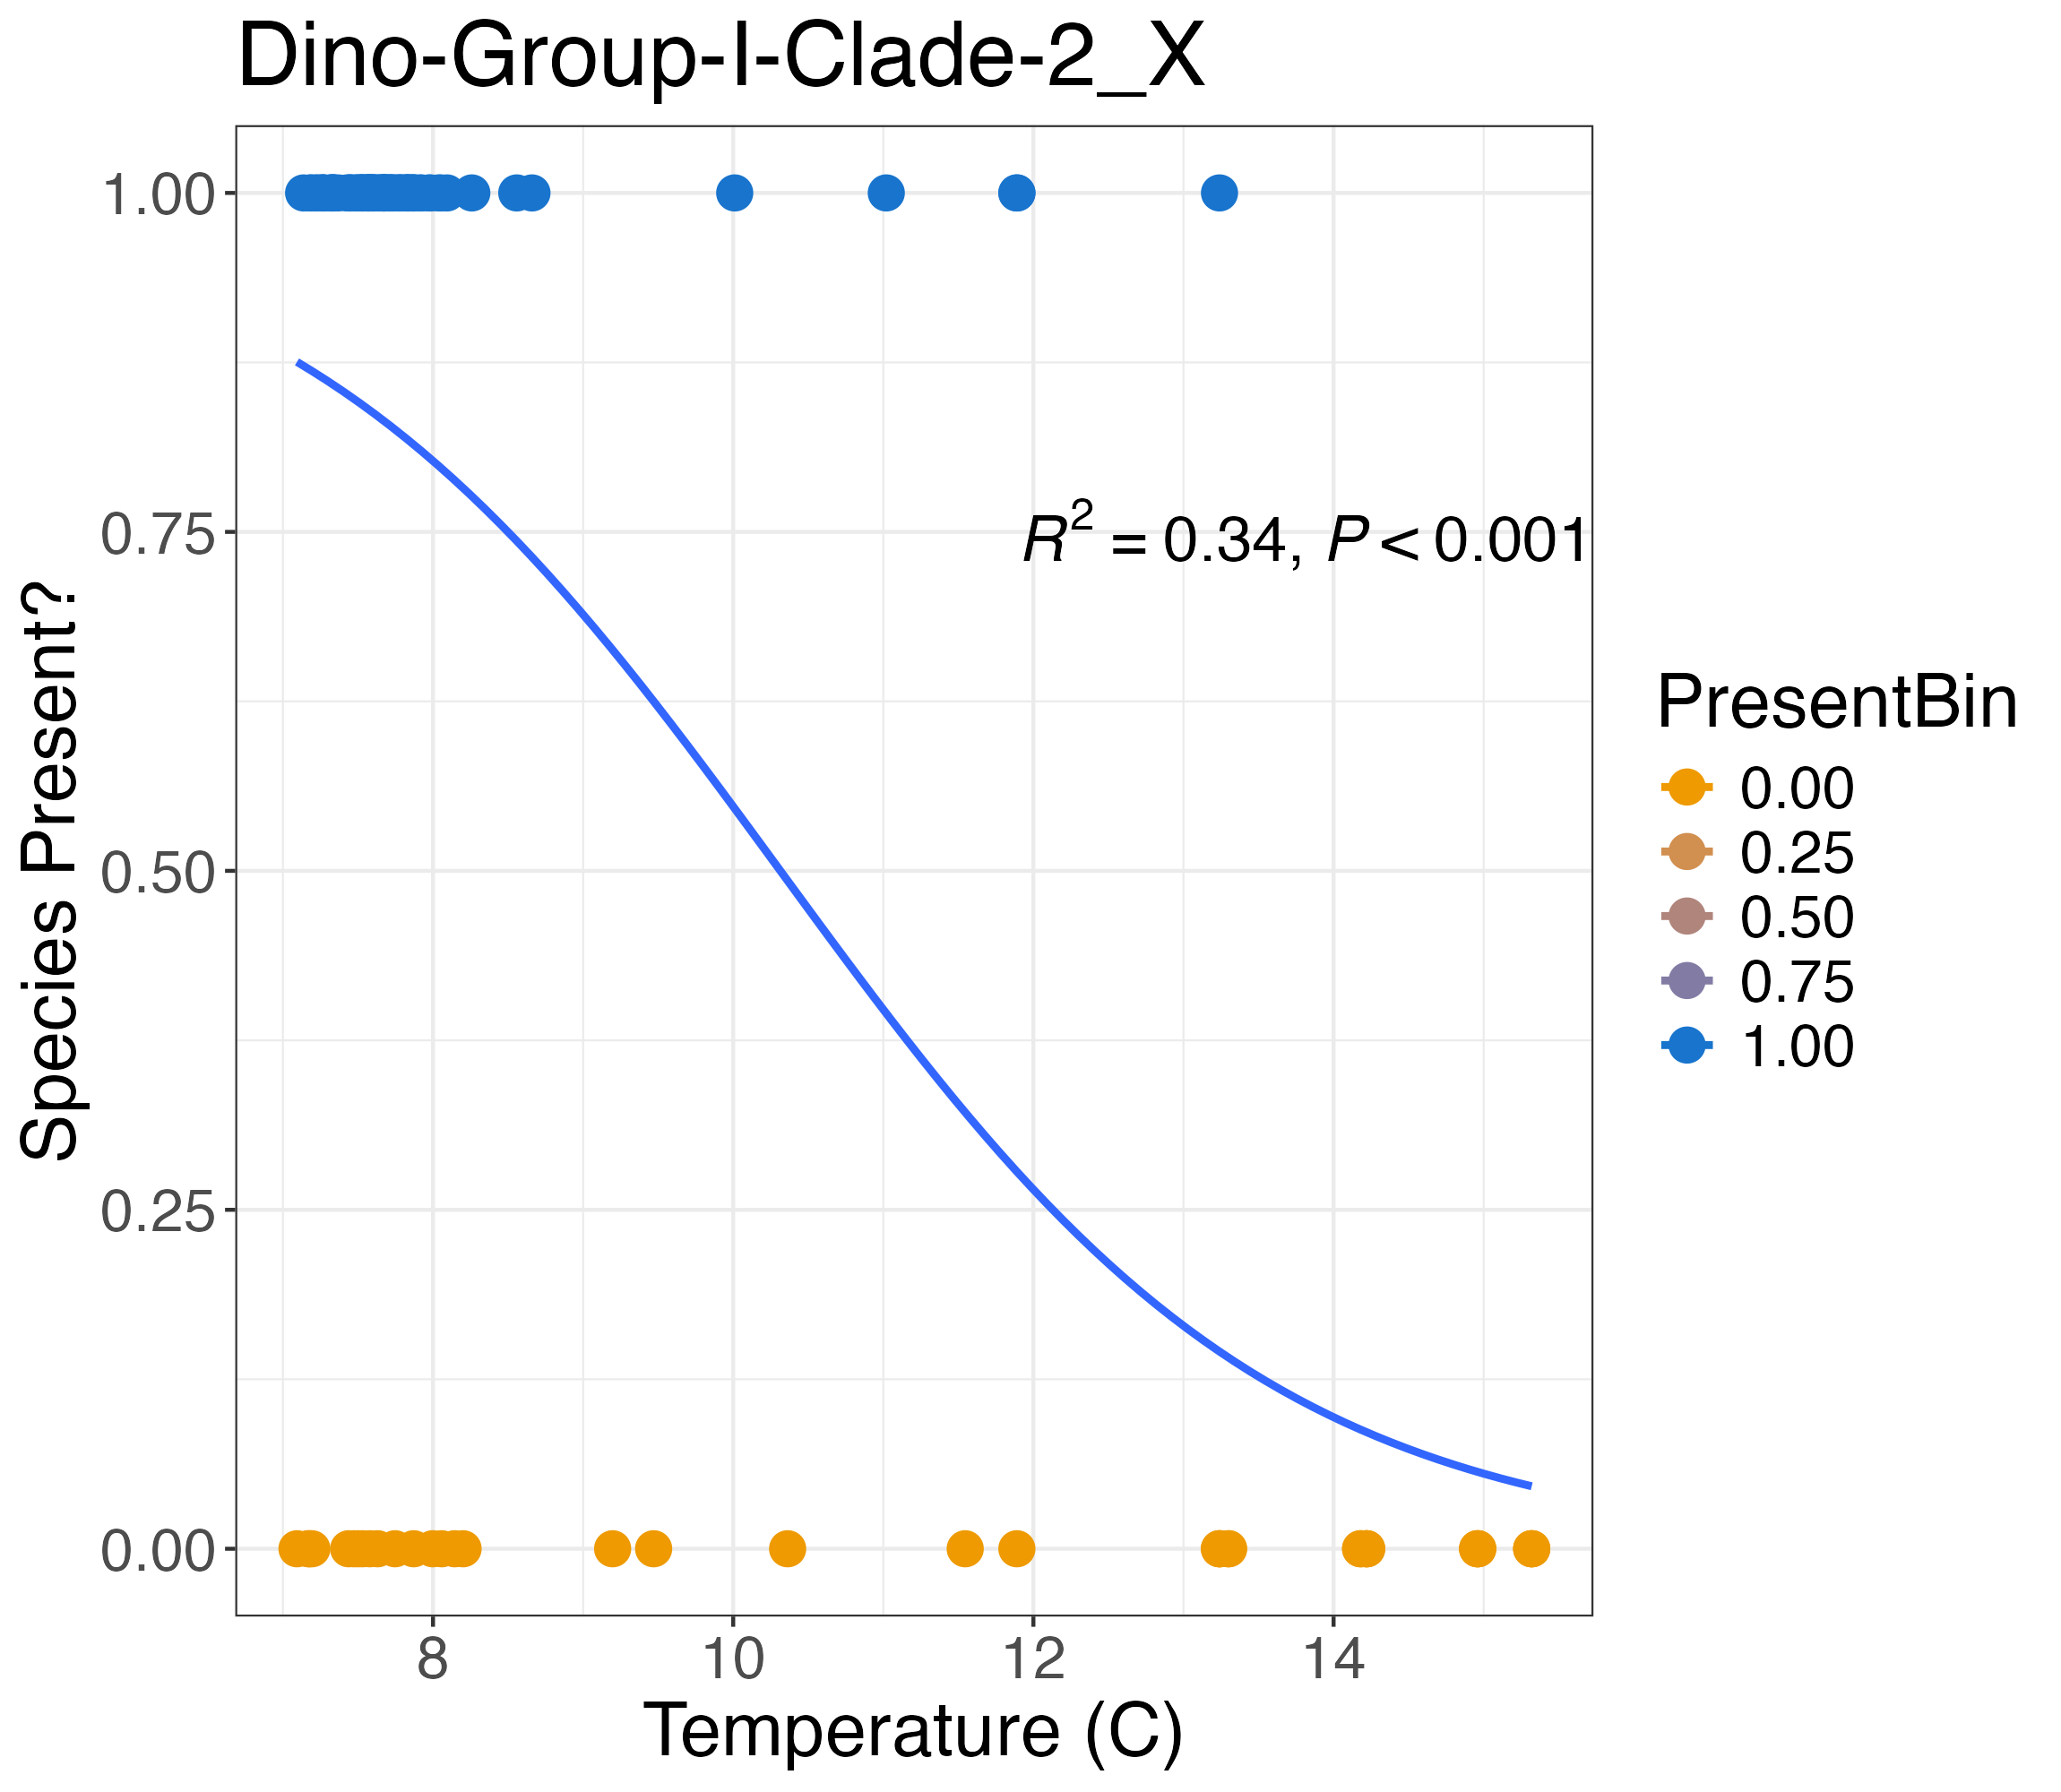 Dino-Group-I-Clade-2_X
Species Present?
1.00
0.75
0.50
0.25
0.00
R² = 0.34, P < 0.001
8 10 12 14
Temperature (C)
PresentBin
0.00
0.25
0.50
0.75
1.00